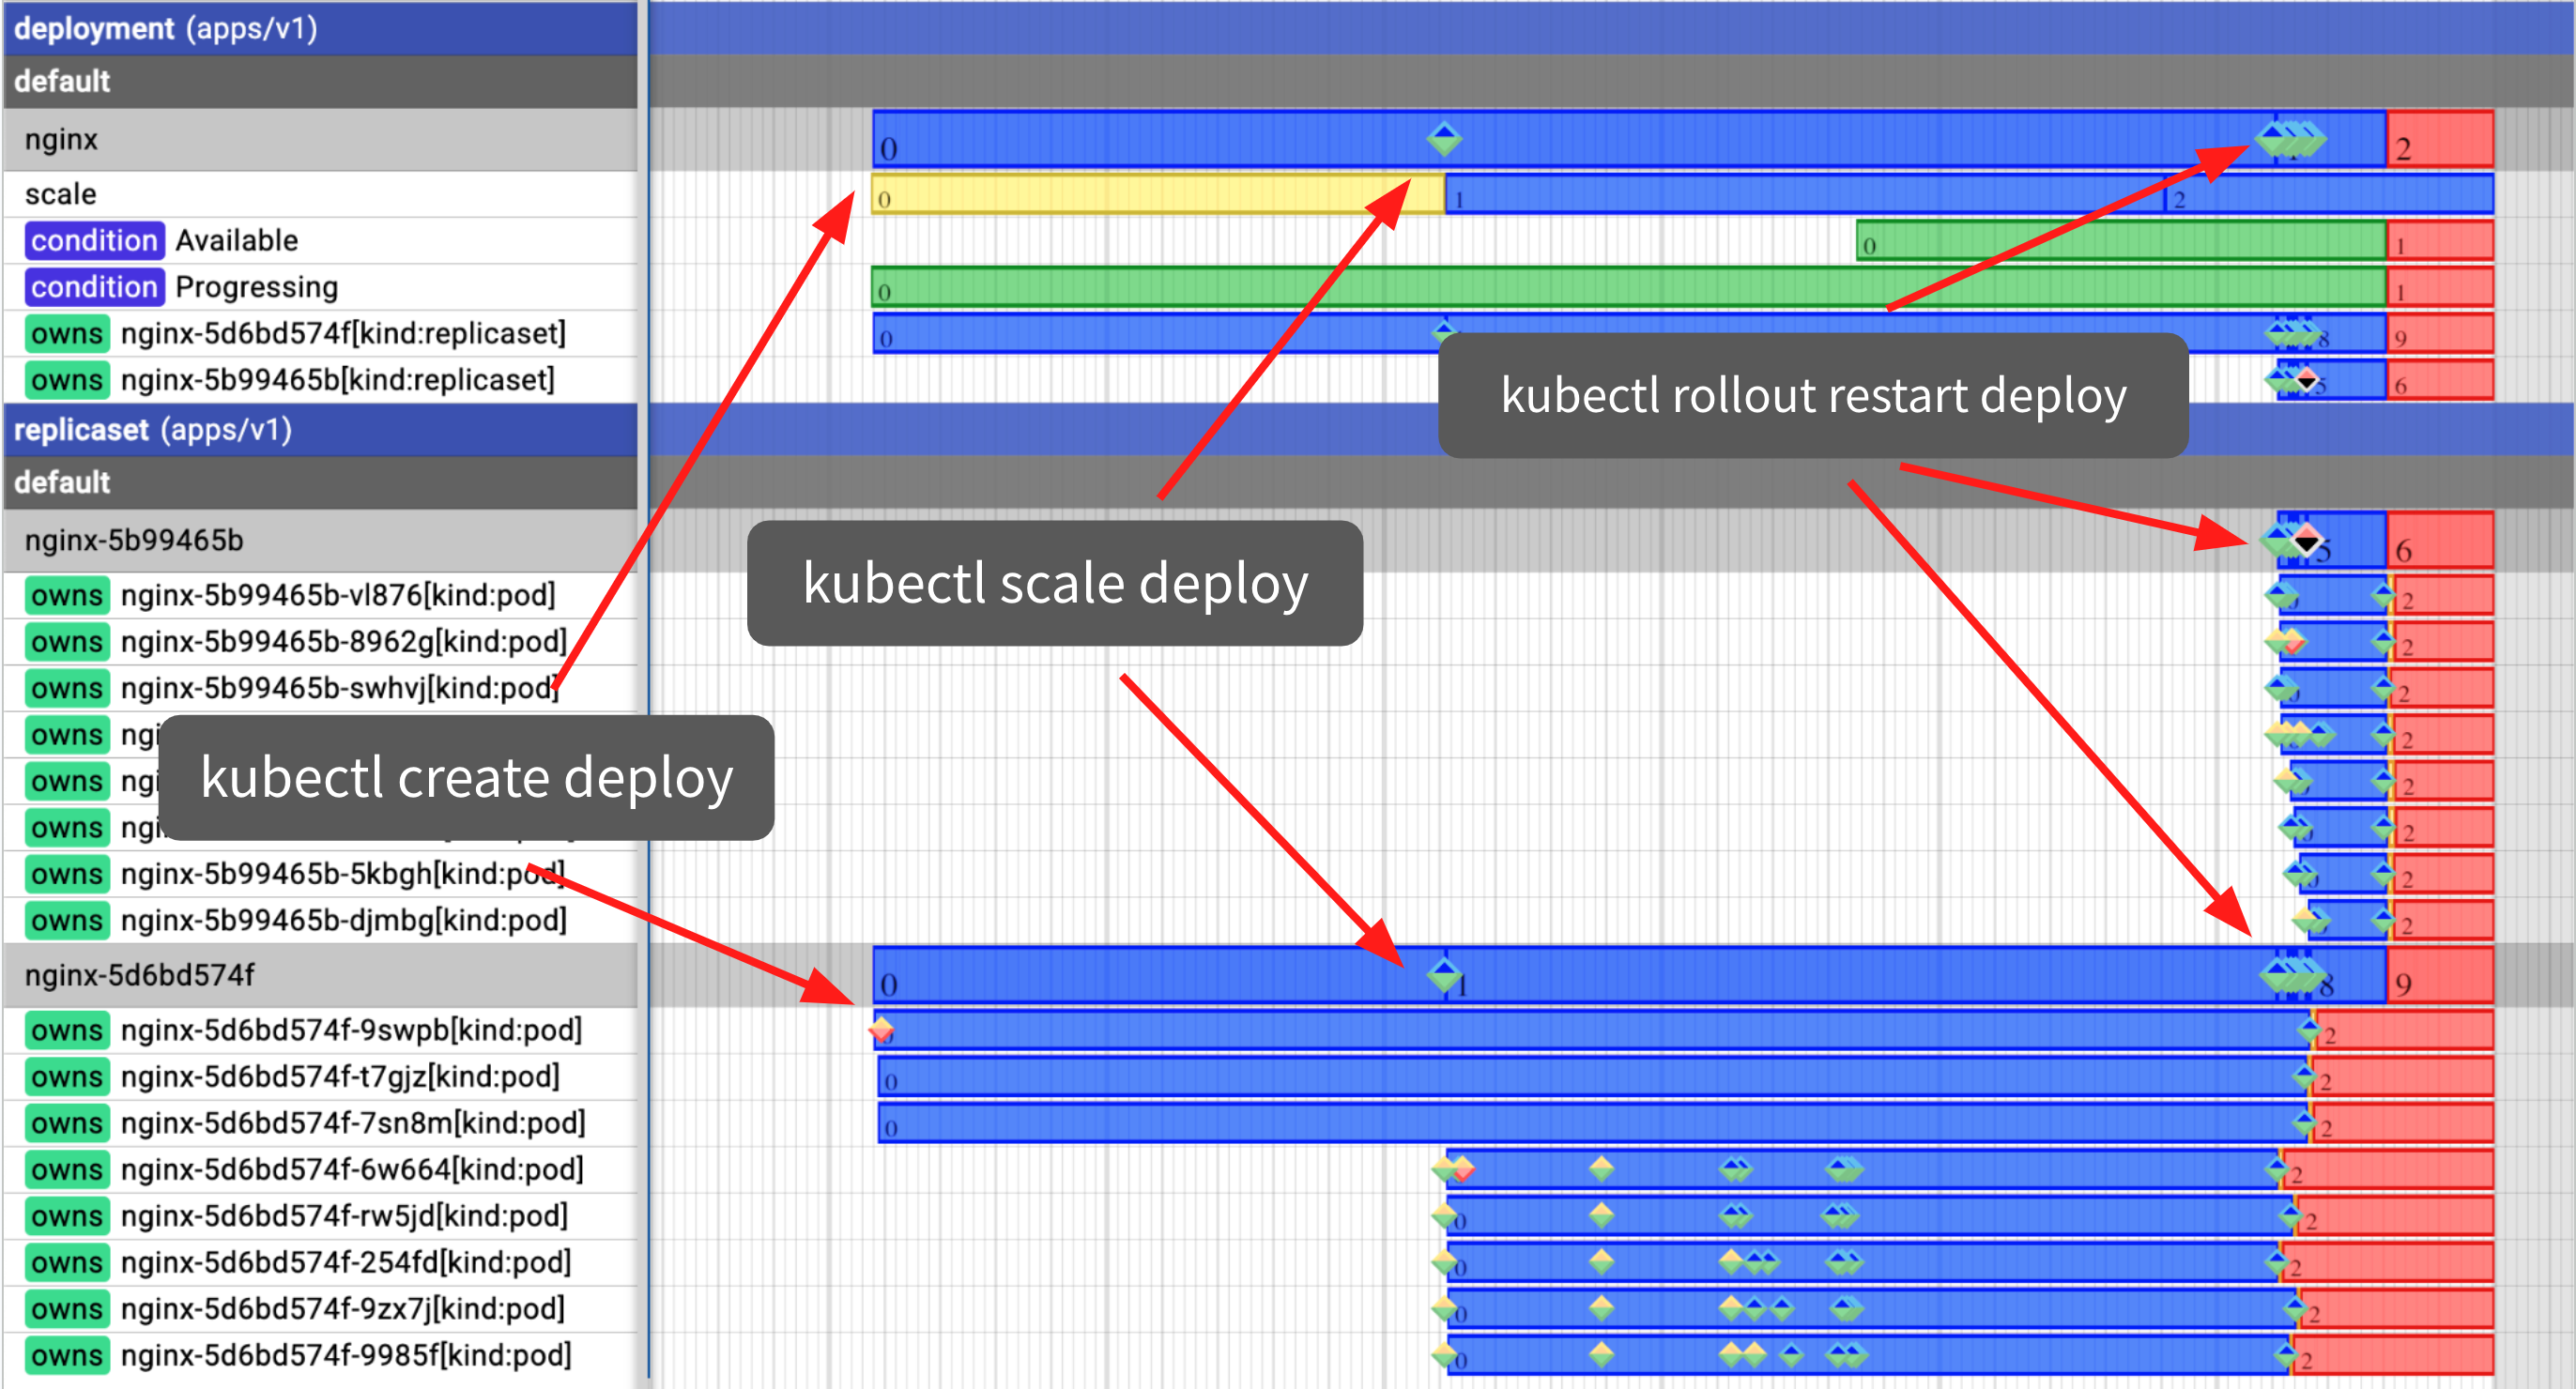 deployment (apps/v1)
default
nginx 0 2
scale 0 1 2
condition Available 0 1
condition Progressing 0 1
owns nginx-5d6bd574f[kind:replicaset] 0 8 9
owns nginx-5b99465b[kind:replicaset] 5 6
kubectl rollout restart deploy
replicaset (apps/v1)
default
nginx-5b99465b 5 6
owns nginx-5b99465b-vl876[kind:pod] 2
kubectl scale deploy
owns nginx-5b99465b-8962g[kind:pod] 2
owns nginx-5b99465b-swhvj[kind:pod] 2
owns 2
kubectl create deploy
owns 2
owns 2
owns nginx-5b99465b-5kbgh[kind:pod] 2
owns nginx-5b99465b-djmbg[kind:pod] 2
nginx-5d6bd574f 0 1 8 9
owns nginx-5d6bd574f-9swpb[kind:pod] 2
owns nginx-5d6bd574f-t7gjz[kind:pod] 0 2
owns nginx-5d6bd574f-7sn8m[kind:pod] 0 2
owns nginx-5d6bd574f-6w664[kind:pod] 2
owns nginx-5d6bd574f-rw5jd[kind:pod] 0 2
owns nginx-5d6bd574f-254fd[kind:pod] 0 2
owns nginx-5d6bd574f-9zx7j[kind:pod] 0 2
owns nginx-5d6bd574f-9985f[kind:pod] 0 2